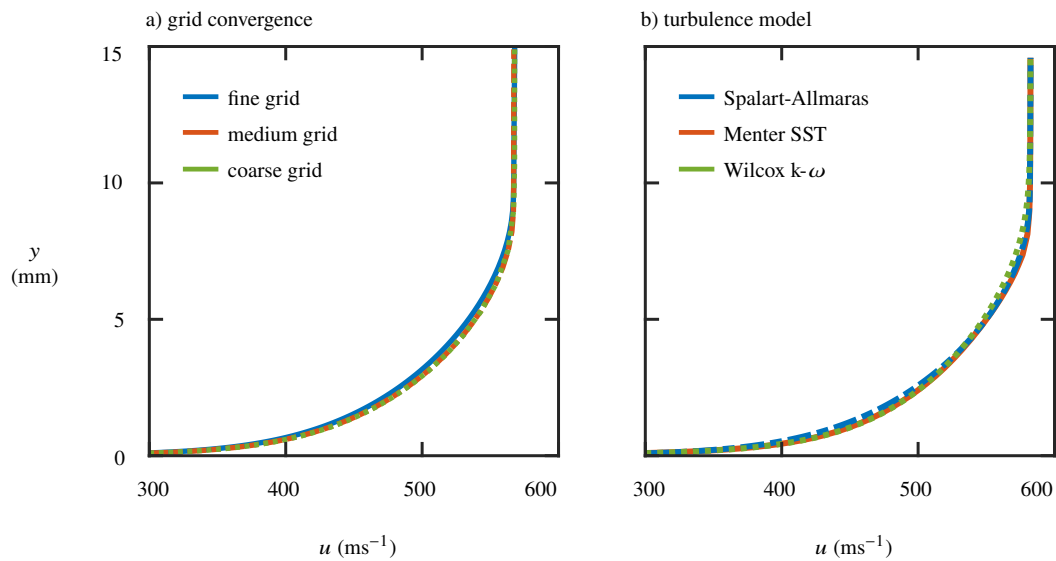 a) grid convergence
15
10
5
0
y
(mm)
fine grid
medium grid
coarse grid
300
400
500
600
u (ms⁻¹)
b) turbulence model
Spalart-Allmaras
Menter SST
Wilcox k-ω
300
400
500
600
u (ms⁻¹)